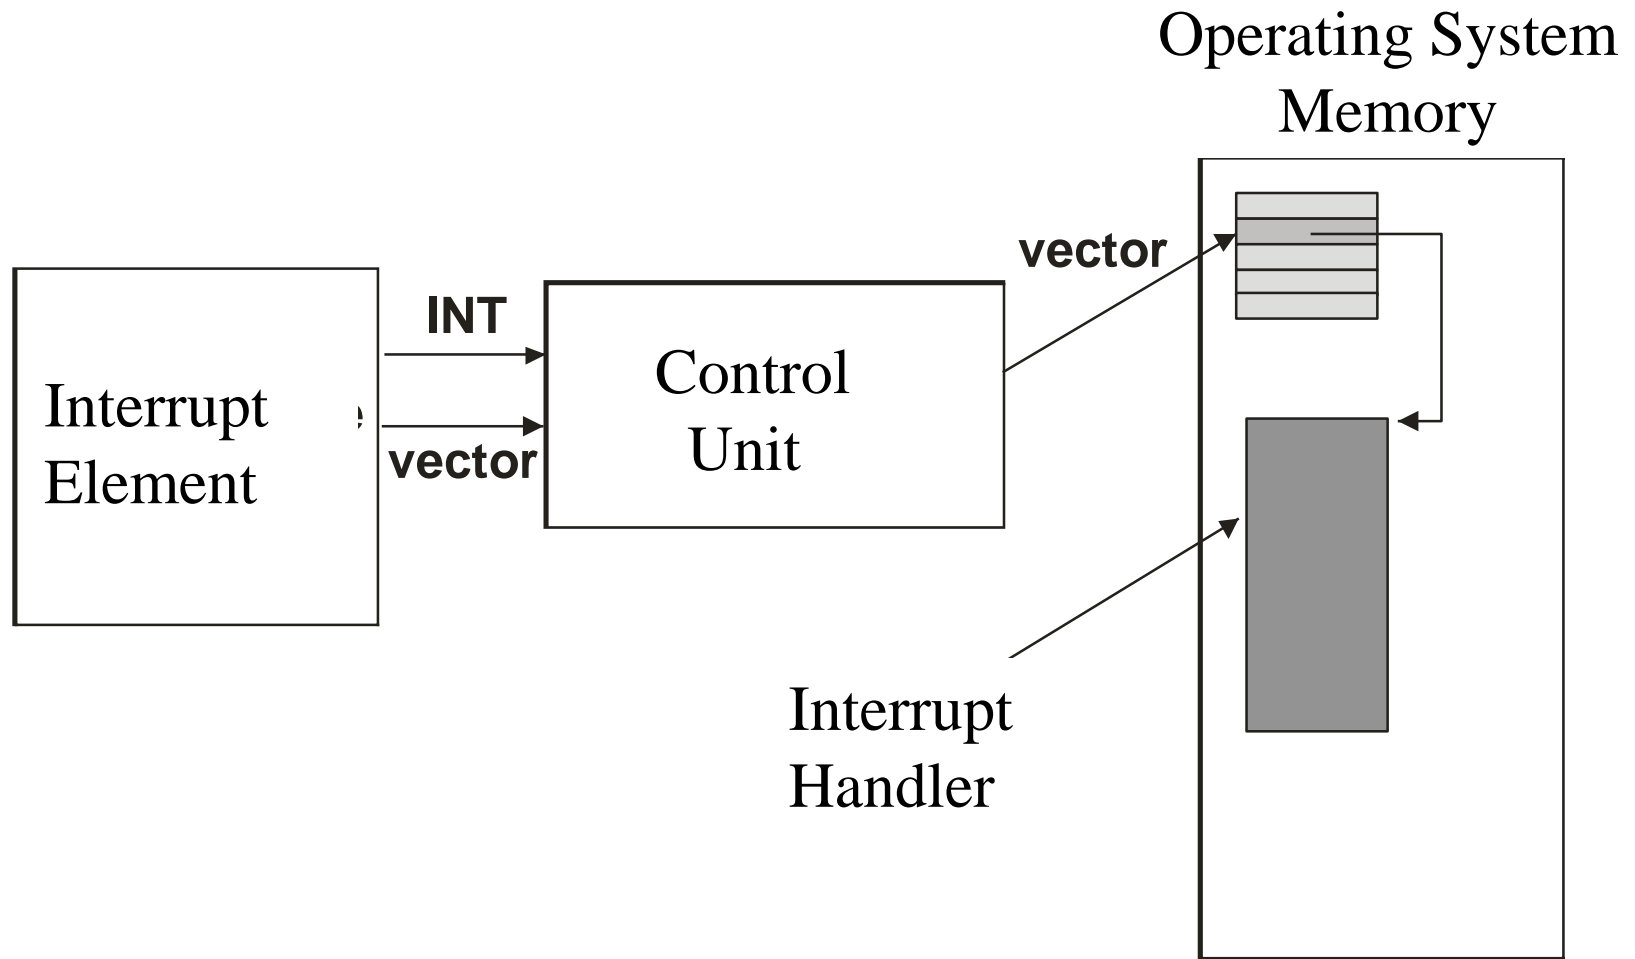 Operating System
Memory
vector
INT
Control
Unit
Interrupt
Element
vector
Interrupt
Handler